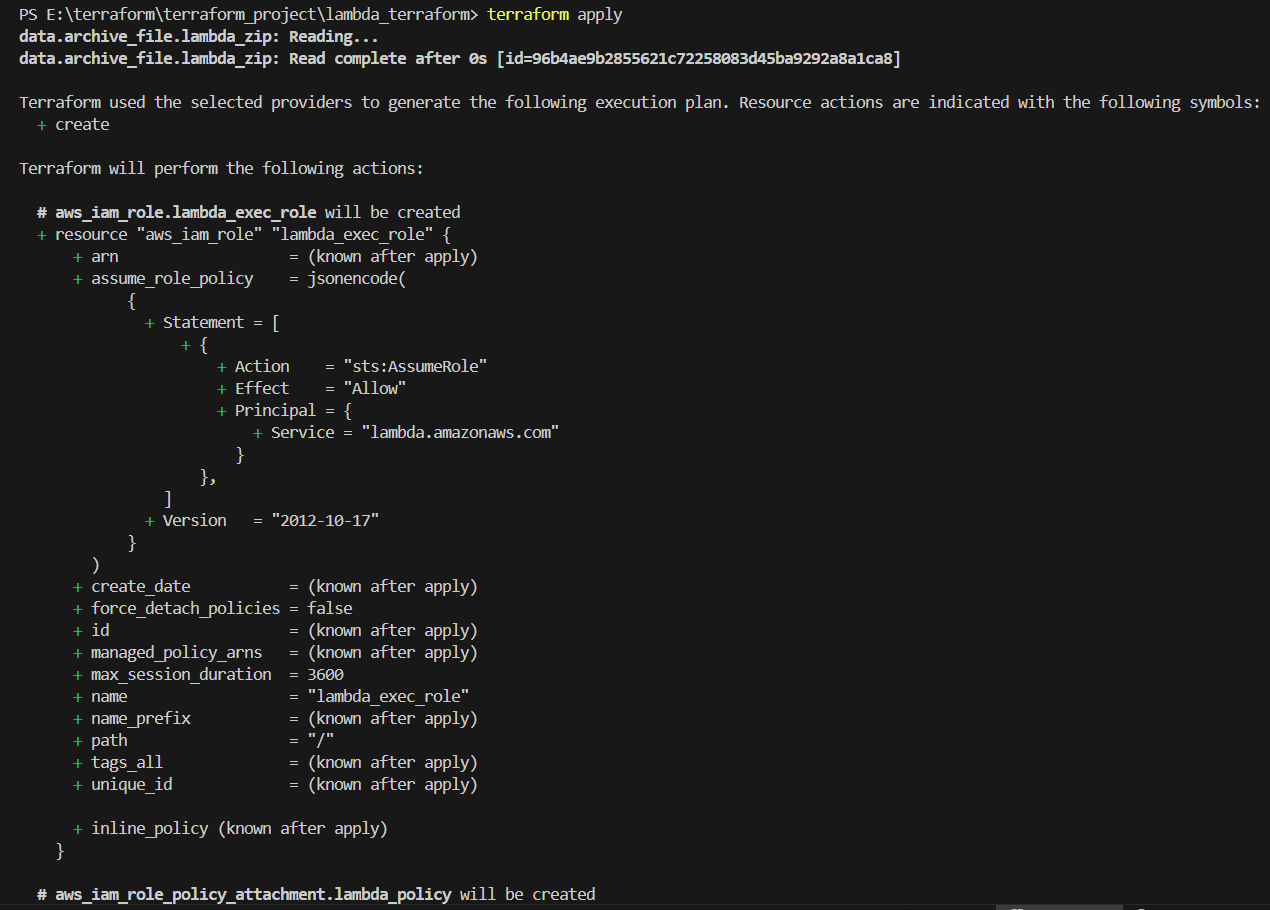 PS E:\terraform\terraform_project\lambda_terraform> terraform apply
data.archive_file.lambda_zip: Reading...
data.archive_file.lambda_zip: Read complete after 0s [id=96b4ae9b2855621c72258083d45ba9292a8a1ca8]

Terraform used the selected providers to generate the following execution plan. Resource actions are indicated with the following symbols:
  + create

Terraform will perform the following actions:

  # aws_iam_role.lambda_exec_role will be created
  + resource "aws_iam_role" "lambda_exec_role" {
      + arn                   = (known after apply)
      + assume_role_policy    = jsonencode(
            {
              + Statement = [
                  + {
                      + Action    = "sts:AssumeRole"
                      + Effect    = "Allow"
                      + Principal = {
                          + Service = "lambda.amazonaws.com"
                        }
                    },
                ]
              + Version   = "2012-10-17"
            }
        )
      + create_date           = (known after apply)
      + force_detach_policies = false
      + id                    = (known after apply)
      + managed_policy_arns   = (known after apply)
      + max_session_duration  = 3600
      + name                  = "lambda_exec_role"
      + name_prefix           = (known after apply)
      + path                  = "/"
      + tags_all              = (known after apply)
      + unique_id             = (known after apply)

      + inline_policy (known after apply)
    }

  # aws_iam_role_policy_attachment.lambda_policy will be created